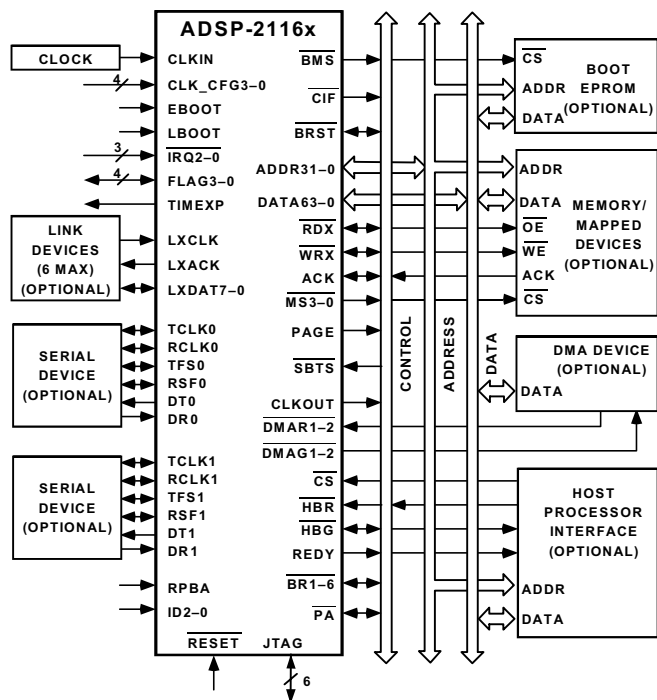 ADSP-2116x
CLOCK
CLKIN
4
CLK_CFG3–0
EBOOT
LBOOT
3
IRQ2–0
4
FLAG3–0
TIMEXP
LINK
DEVICES
(6 MAX)
(OPTIONAL)
LXCLK
LXACK
LXDAT7–0
SERIAL
DEVICE
(OPTIONAL)
TCLK0
RCLK0
TFS0
RSF0
DT0
DR0
SERIAL
DEVICE
(OPTIONAL)
TCLK1
RCLK1
TFS1
RSF1
DT1
DR1
RPBA
ID2–0
RESET
JTAG
6
BMS
CIF
BRST
ADDR31–0
DATA63–0
RDX
WRX
ACK
MS3–0
PAGE
SBTS
CLKOUT
DMAR1–2
DMAG1–2
CS
HBR
HBG
REDY
BR1–6
PA
CONTROL
ADDRESS
DATA
CS
BOOT
EPROM
(OPTIONAL)
ADDR
DATA
ADDR
MEMORY/
MAPPED
DEVICES
(OPTIONAL)
DATA
OE
WE
ACK
CS
DMA DEVICE
(OPTIONAL)
DATA
HOST
PROCESSOR
INTERFACE
(OPTIONAL)
ADDR
DATA